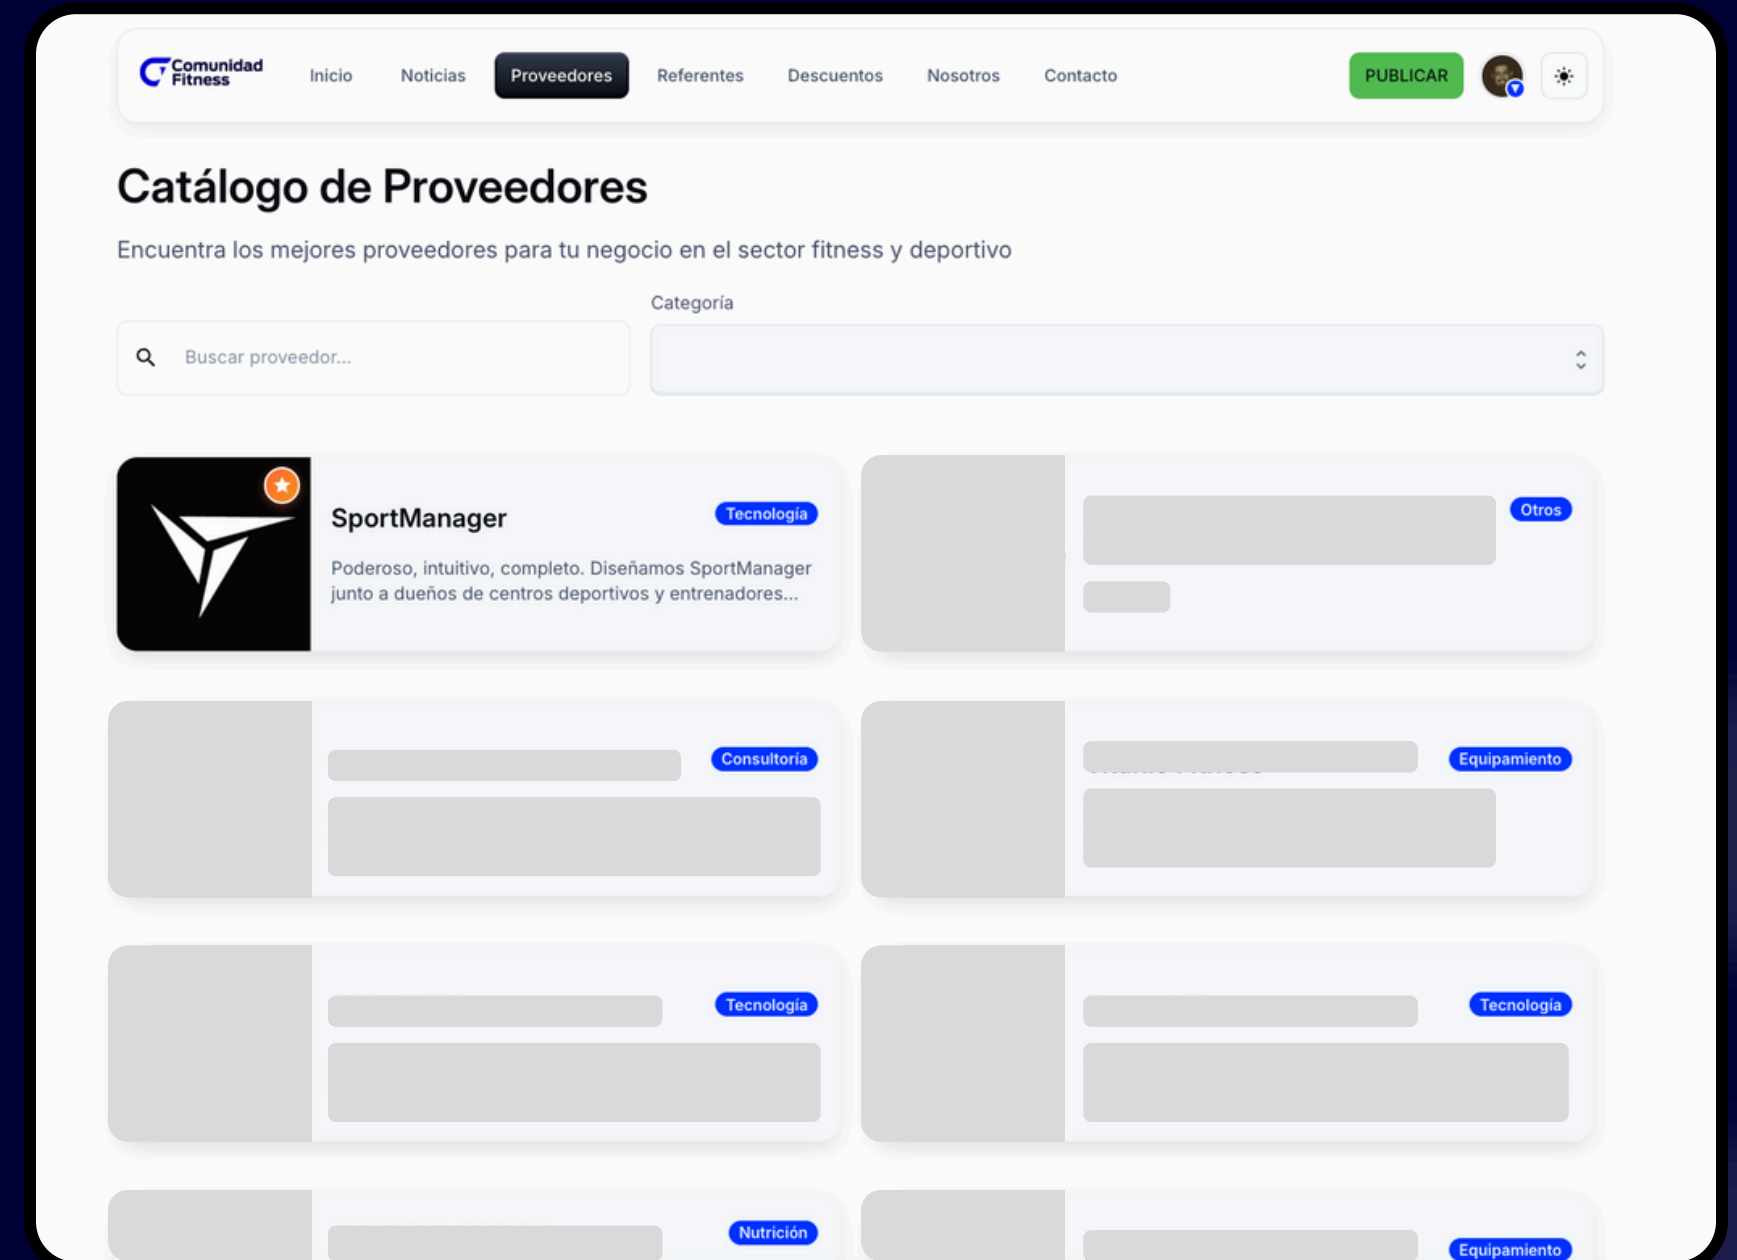 Comunidad
Fitness
Inicio
Noticias
Proveedores
Referentes
Descuentos
Nosotros
Contacto
PUBLICAR
Catálogo de Proveedores
Encuentra los mejores proveedores para tu negocio en el sector fitness y deportivo
Categoría
Buscar proveedor...
SportManager
Tecnología
Poderoso, intuitivo, completo. Diseñamos SportManager
junto a dueños de centros deportivos y entrenadores...
Otros
Consultoría
Equipamiento
Tecnología
Tecnología
Nutrición
Equipamiento